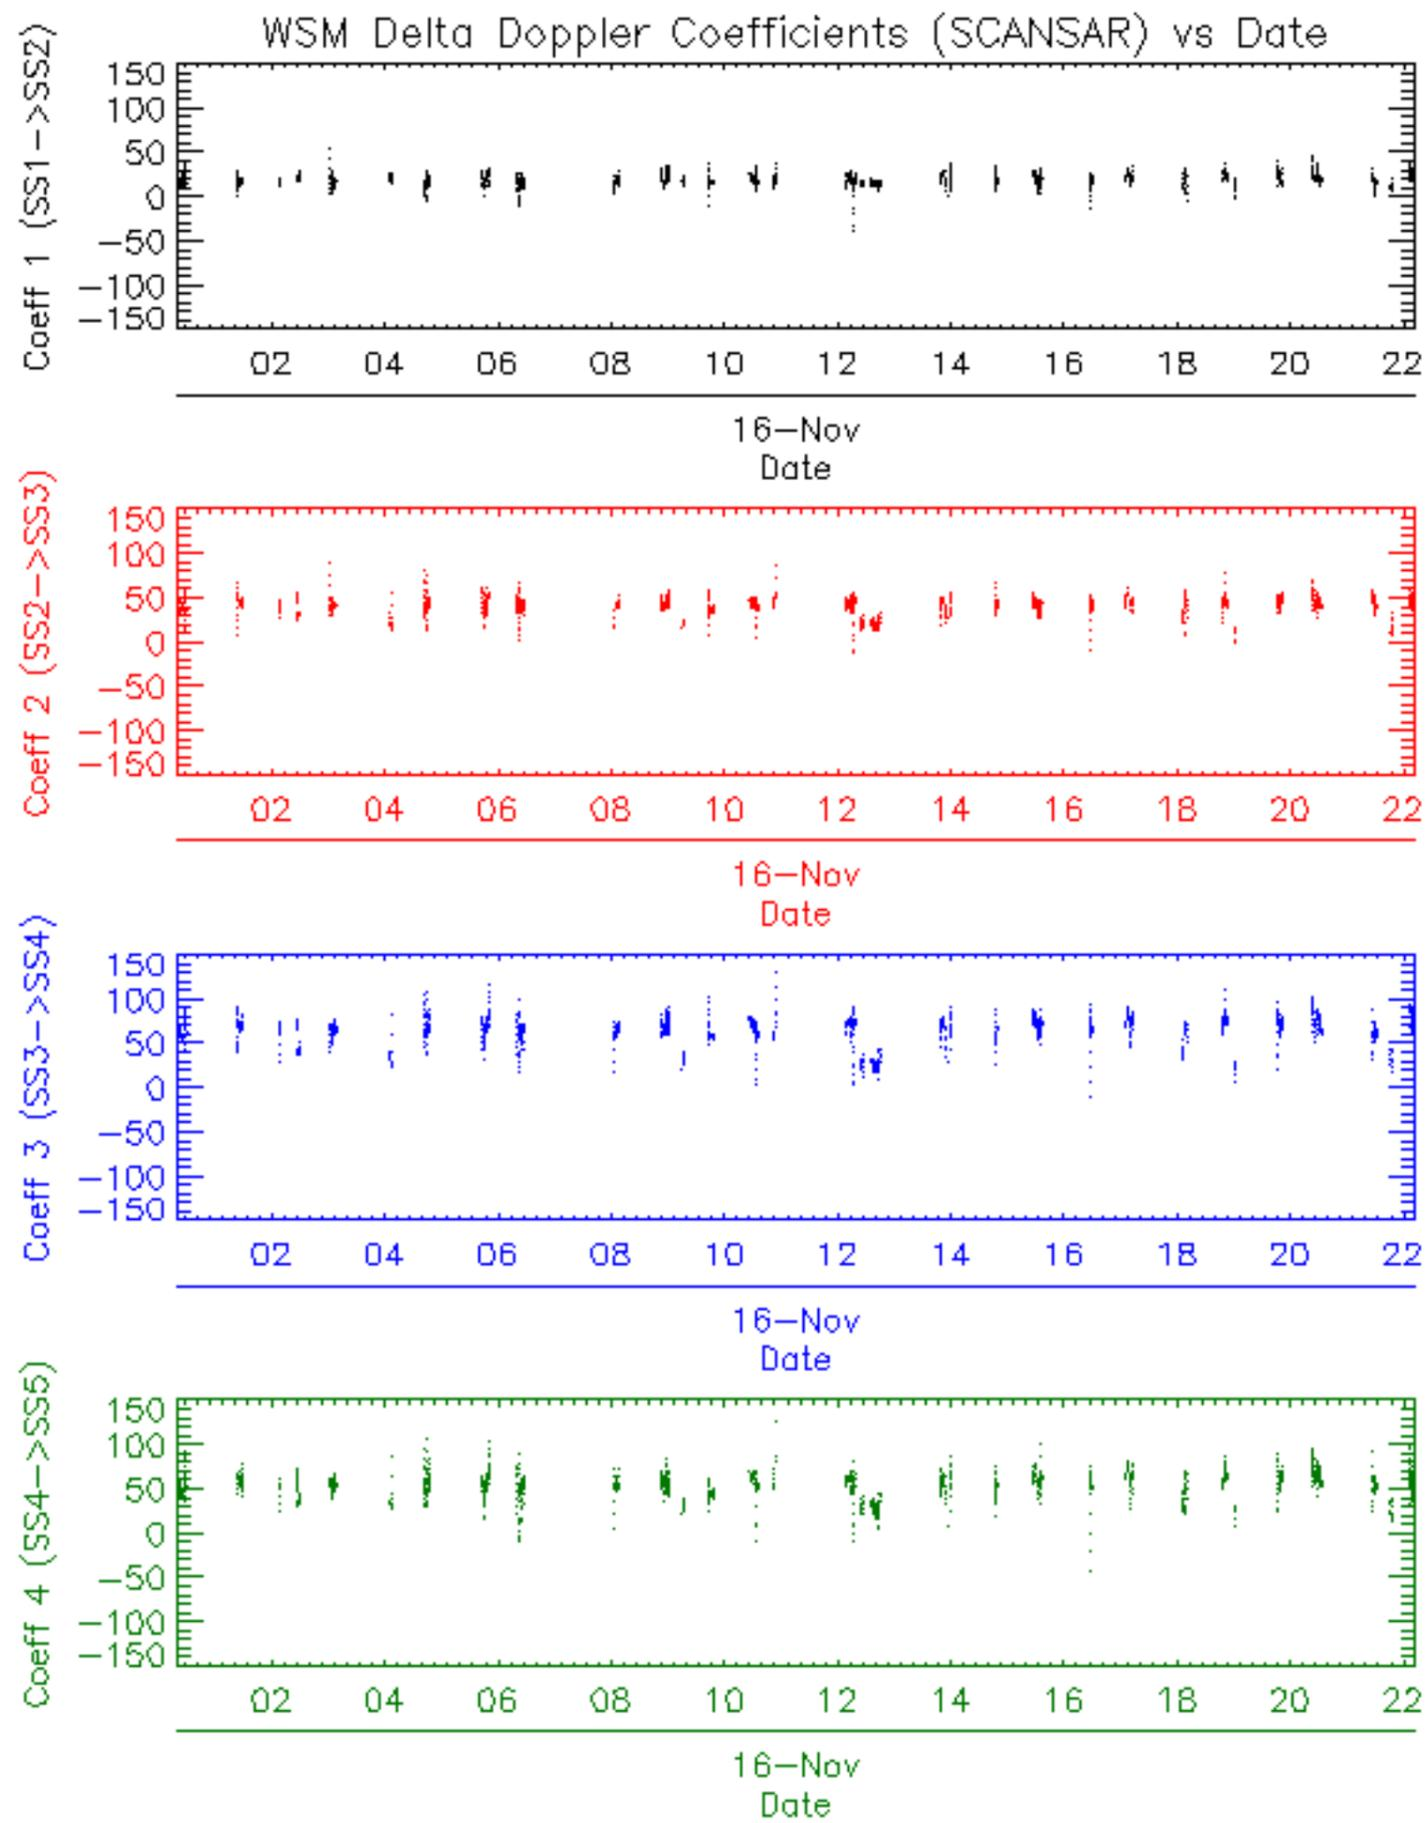 WSM Delta Doppler Coefficients (SCANSAR) vs Date
Coeff 1 (SS1->SS2)
150
100
50
0
-50
-100
-150
02 04 06 08 10 12 14 16 18 20 22
16-Nov
Date
Coeff 2 (SS2->SS3)
150
100
50
0
-50
-100
-150
02 04 06 08 10 12 14 16 18 20 22
16-Nov
Date
Coeff 3 (SS3->SS4)
150
100
50
0
-50
-100
-150
02 04 06 08 10 12 14 16 18 20 22
16-Nov
Date
Coeff 4 (SS4->SS5)
150
100
50
0
-50
-100
-150
02 04 06 08 10 12 14 16 18 20 22
16-Nov
Date